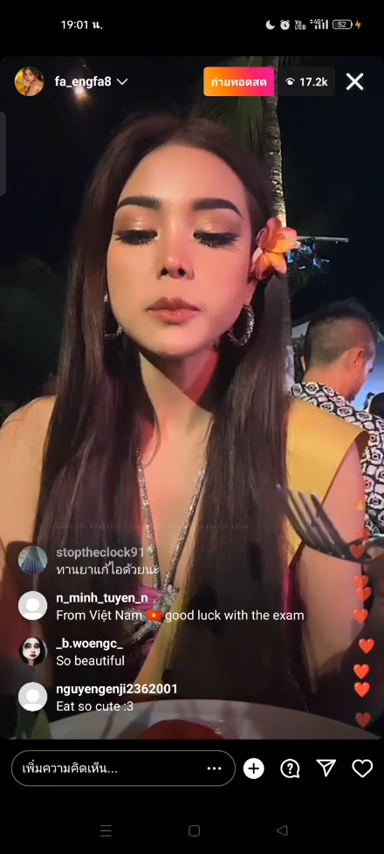 19:01 น.
VoLTE
4G
52
fa_engfa8
ถ่ายทอดสด
17.2k
stoptheclock91
ทานยาแก้ไอด้วยนะ
n_minh_tuyen_n
From Việt Nam 🇻🇳 good luck with the exam
_b.woengc_
So beautiful
nguyengenji2362001
Eat so cute :3
เพิ่มความคิดเห็น...